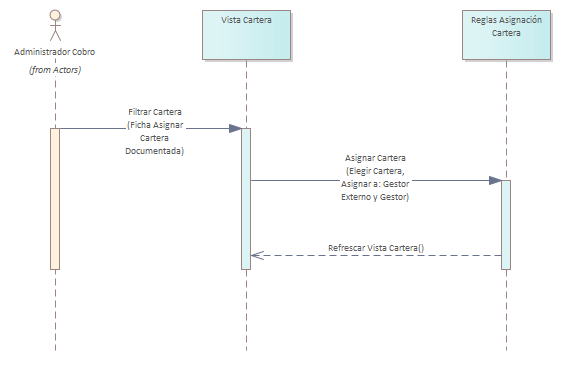 Vista Cartera
Reglas Asignación
Cartera
Administrador Cobro
(from Actors)
Filtrar Cartera
(Ficha Asignar
Cartera
Documentada)
Asignar Cartera
(Elegir Cartera,
Asignar a: Gestor
Externo y Gestor)
Refrescar Vista Cartera()